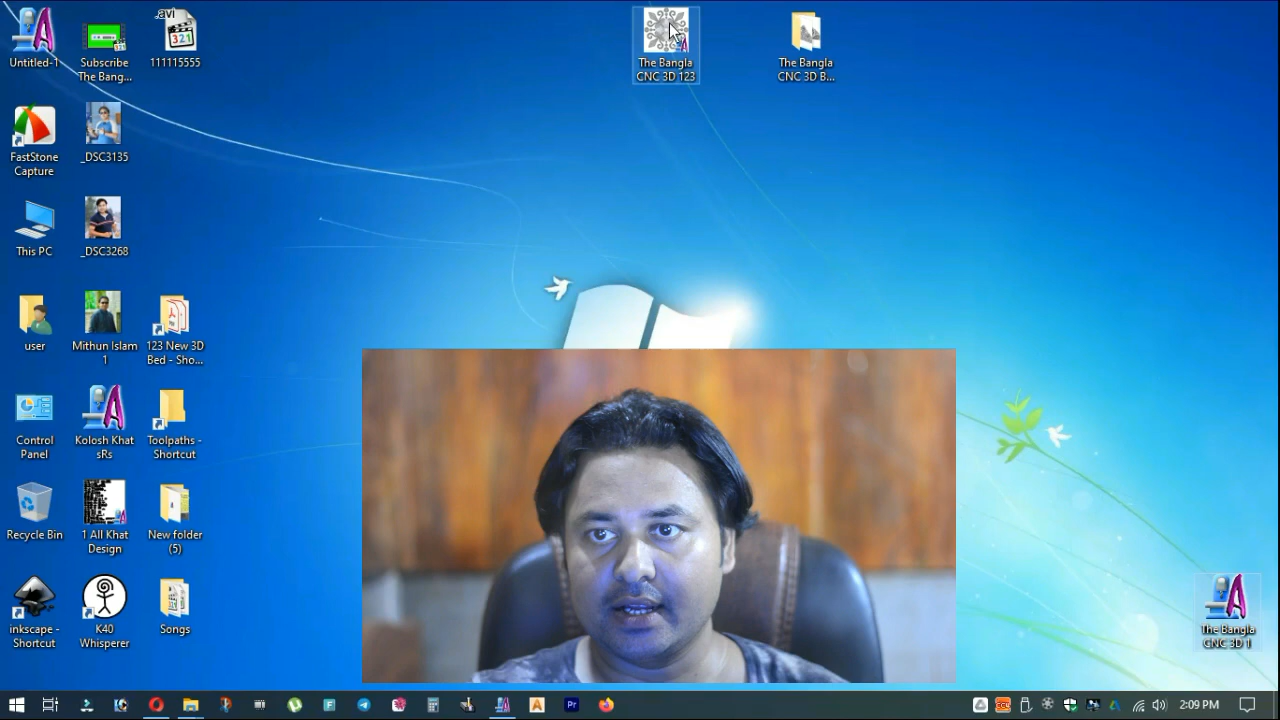 Untitled-1
Subscribe
The Bang...
.avi
321
111115555
The Bangla
CNC 3D 123
The Bangla
CNC 3D B...
FastStone
Capture
_DSC3135
This PC
_DSC3268
user
Mithun Islam
1
123 New 3D
Bed - Sho...
Control
Panel
Kolosh Khat
sRs
Toolpaths -
Shortcut
Recycle Bin
1 All Khat
Design
New folder
(5)
inkscape -
Shortcut
K40
Whisperer
Songs
The Bangla
CNC 3D 1
2:09 PM